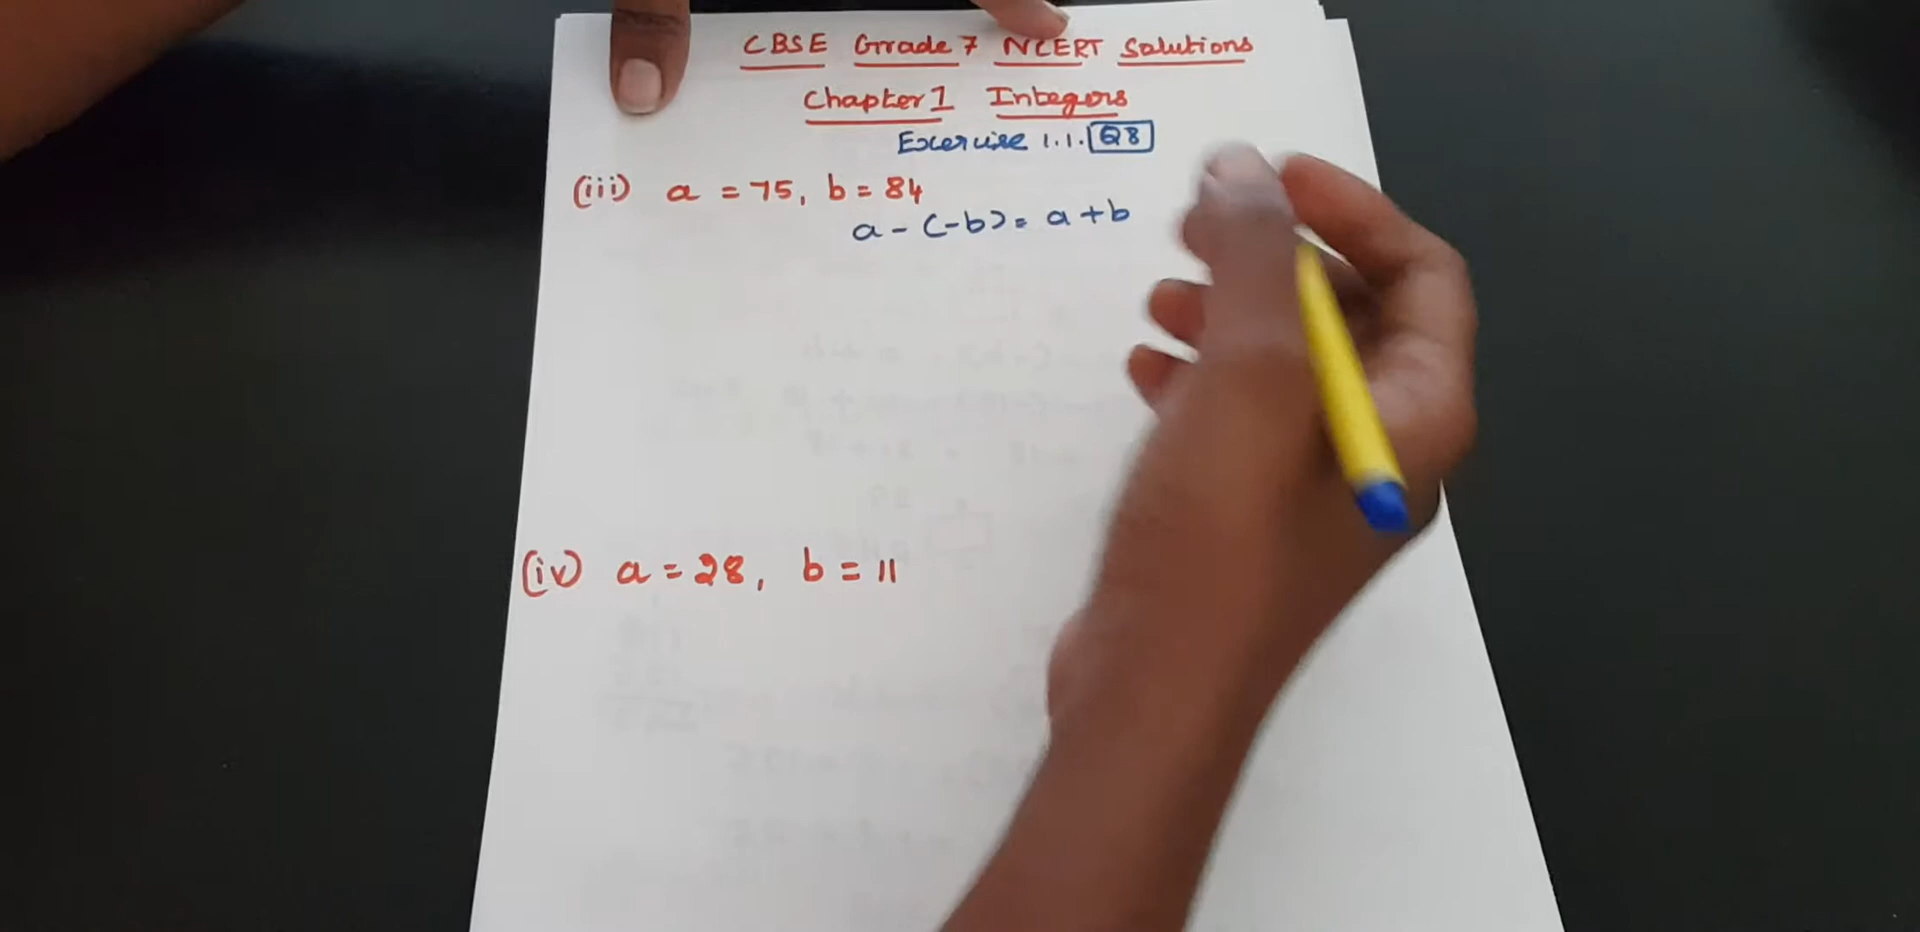 CBSE Grade 7 NCERT Solutions
Chapter 1 Integers
Exercise 1.1. Q8
(iii) a = 75, b = 84
a - (-b) = a + b
(iv) a = 28, b = 11